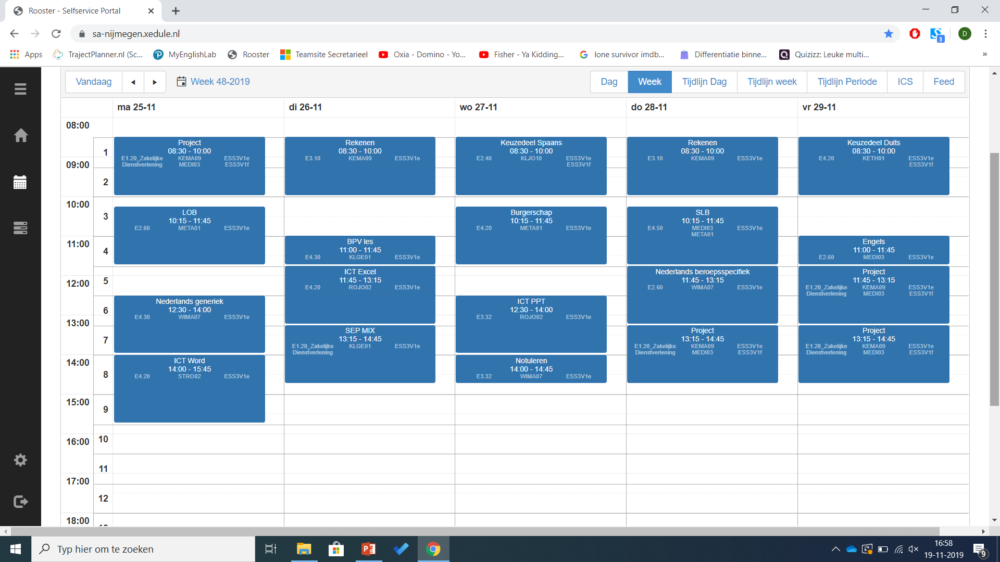 Rooster - Selfservice Portal
sa-nijmegen.xedule.nl
D
3
Apps
TrajectPlanner.nl (Sc...
MyEnglishLab
Rooster
Teamsite Secretarieel
Oxia - Domino - Yo...
Fisher - Ya Kidding...
lone survivor imdb...
Differentiatie binne...
Quizizz: Leuke multi...
»
Vandaag
Week 48-2019
Dag
Week
Tijdlijn Dag
Tijdlijn week
Tijdlijn Periode
ICS
Feed
ma 25-11
di 26-11
wo 27-11
do 28-11
vr 29-11
08:00
09:00
10:00
11:00
12:00
13:00
14:00
15:00
16:00
17:00
18:00
1
2
3
4
5
6
7
8
9
10
11
12
Project
08:30 - 10:00
E1.20_Zakelijke KEMA09 ESS3V1e
Dienstverlening MEDI03 ESS3V1f
LOB
10:15 - 11:45
E2.60 META01 ESS3V1e
Nederlands generiek
12:30 - 14:00
E4.30 WIMA07 ESS3V1e
ICT Word
14:00 - 15:45
E4.20 STRO02 ESS3V1e
Rekenen
08:30 - 10:00
E3.10 KEMA09 ESS3V1e
BPV les
11:00 - 11:45
E4.30 KLGE01 ESS3V1e
ICT Excel
11:45 - 13:15
E4.20 ROJO02 ESS3V1e
SEP MIX
13:15 - 14:45
E1.20_Zakelijke KLGE01 ESS3V1e
Dienstverlening
Keuzedeel Spaans
08:30 - 10:00
E2.40 KLJO10 ESS3V1e
ESS3V1f
Burgerschap
10:15 - 11:45
E4.20 META01 ESS3V1e
ICT PPT
12:30 - 14:00
E3.32 ROJO02 ESS3V1e
Notuleren
14:00 - 14:45
E3.32 WIMA07 ESS3V1e
Rekenen
08:30 - 10:00
E3.10 KEMA09 ESS3V1e
SLB
10:15 - 11:45
E4.50 MEDI03 ESS3V1e
META01
Nederlands beroepsspecifiek
11:45 - 13:15
E2.60 WIMA07 ESS3V1e
Project
13:15 - 14:45
E1.20_Zakelijke KEMA09 ESS3V1e
Dienstverlening MEDI03 ESS3V1f
Keuzedeel Duits
08:30 - 10:00
E4.20 KETH01 ESS3V1e
ESS3V1f
Engels
11:00 - 11:45
E2.60 MEDI03 ESS3V1e
Project
11:45 - 13:15
E1.20_Zakelijke KEMA09 ESS3V1e
Dienstverlening MEDI03 ESS3V1f
Project
13:15 - 14:45
E1.20_Zakelijke KEMA09 ESS3V1e
Dienstverlening MEDI03 ESS3V1f
Typ hier om te zoeken
16:58
19-11-2019
9